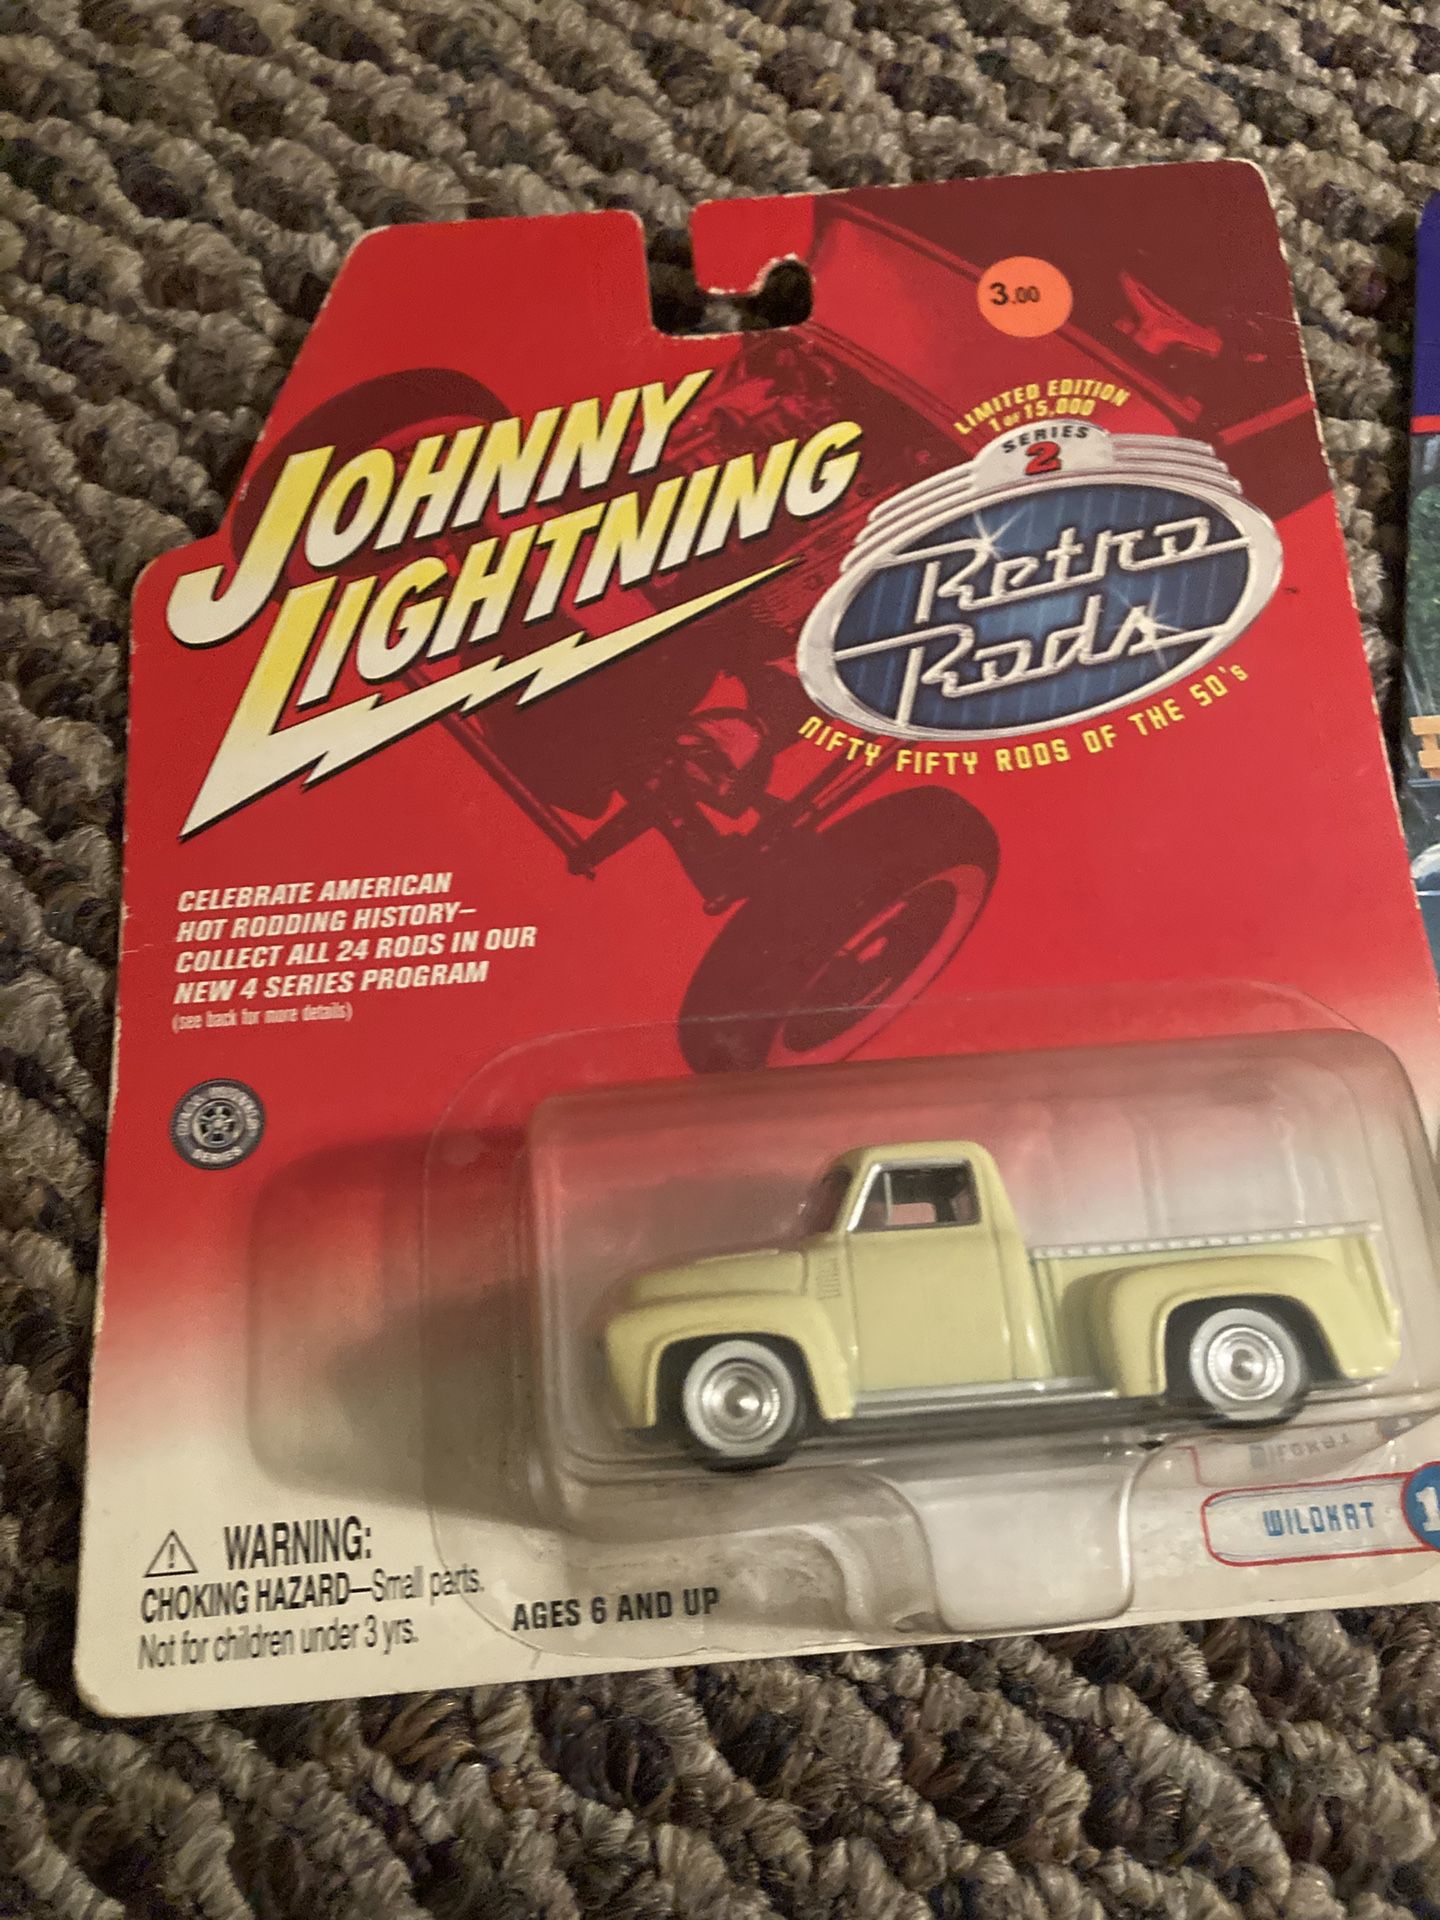 3.00
JOHNNY
LIGHTNING
LIMITED EDITION
1 OF 15,000
SERIES
2
Retro
Rods
NIFTY FIFTY RODS OF THE 50's
CELEBRATE AMERICAN
HOT RODDING HISTORY–
COLLECT ALL 24 RODS IN OUR
NEW 4 SERIES PROGRAM
(see back for more details)
SERIES
WILDKAT
1
WARNING:
CHOKING HAZARD–Small parts.
Not for children under 3 yrs.
AGES 6 AND UP